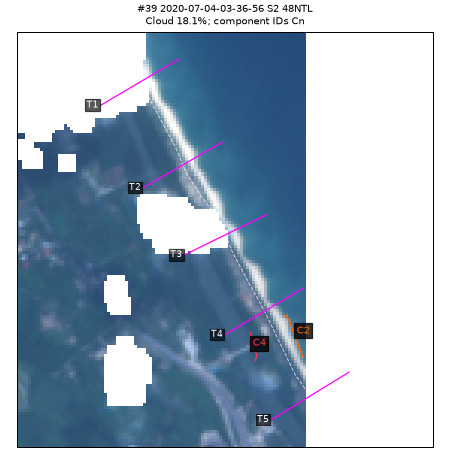 #39 2020-07-04-03-36-56 S2 48NTL
Cloud 18.1%; component IDs Cn
T1
T2
T3
T4
C2
C4
T5